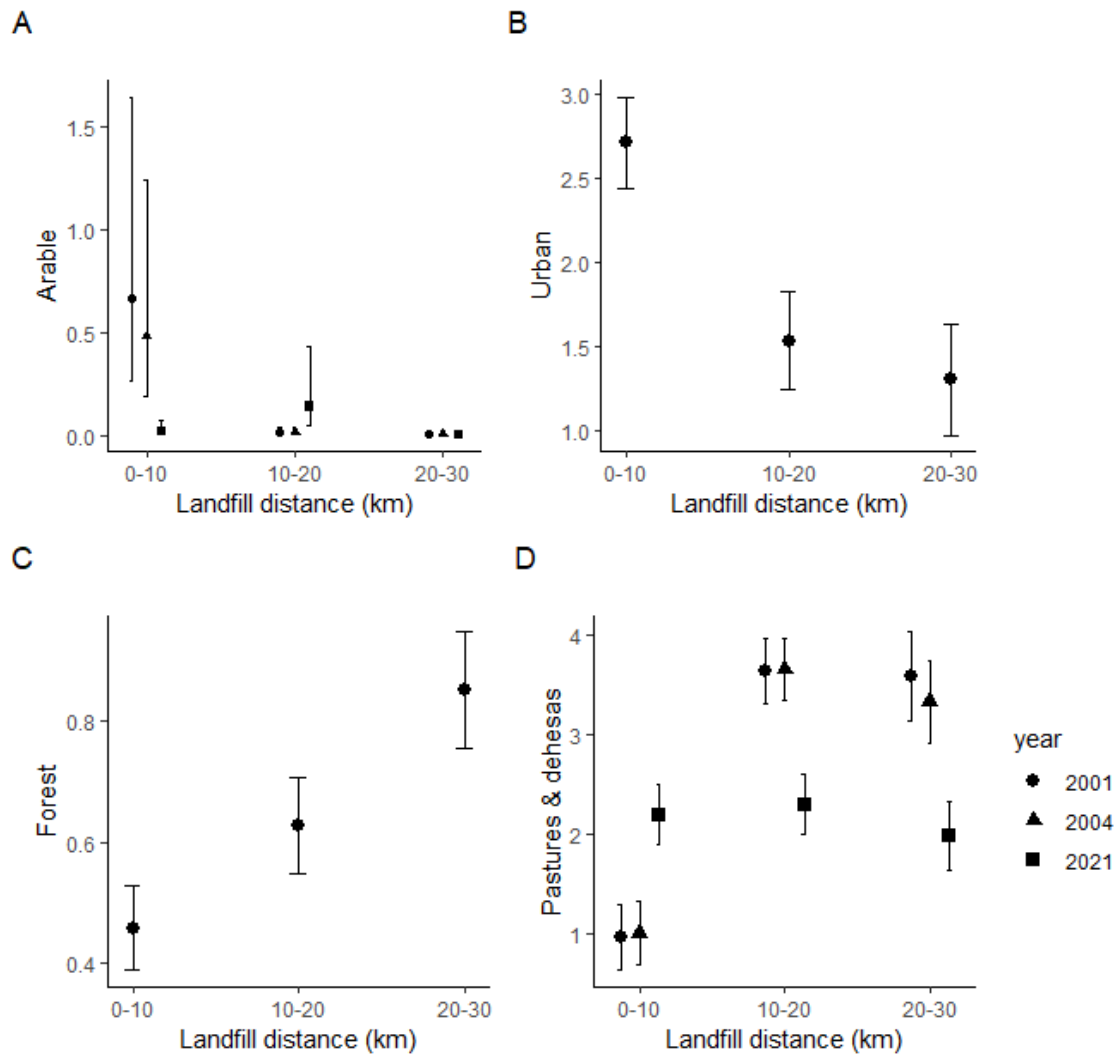 A
Arable
1.5
1.0
0.5
0.0
0-10 10-20 20-30
Landfill distance (km)
B
Urban
3.0
2.5
2.0
1.5
1.0
0-10 10-20 20-30
Landfill distance (km)
C
Forest
0.8
0.6
0.4
0-10 10-20 20-30
Landfill distance (km)
D
Pastures & dehesas
4
3
2
1
0-10 10-20 20-30
Landfill distance (km)
year
2001
2004
2021